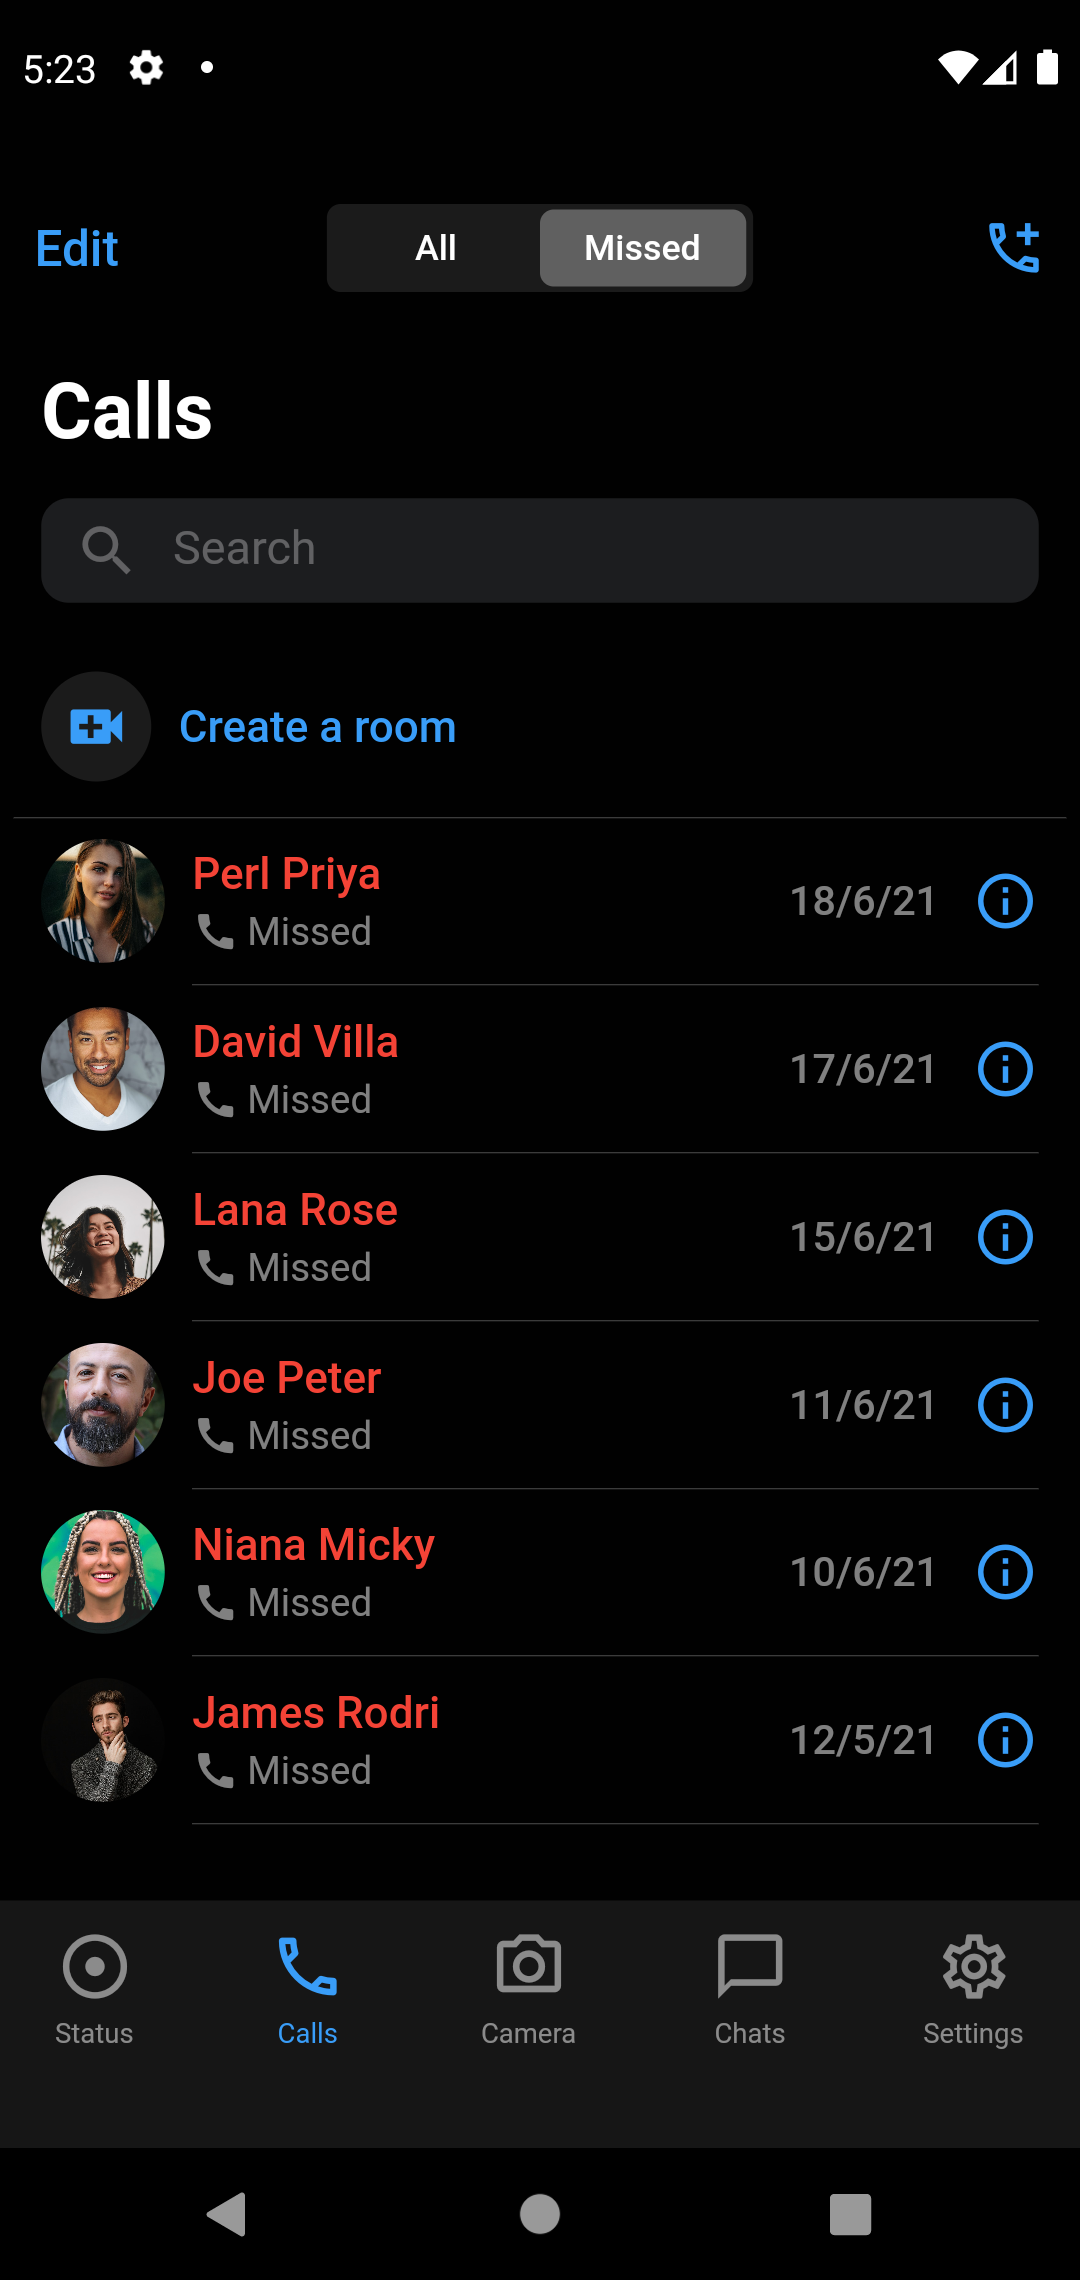 5:23
Edit
All
Missed
Calls
Search
Create a room
Perl Priya
Missed
18/6/21
David Villa
Missed
17/6/21
Lana Rose
Missed
15/6/21
Joe Peter
Missed
11/6/21
Niana Micky
Missed
10/6/21
James Rodri
Missed
12/5/21
Status
Calls
Camera
Chats
Settings